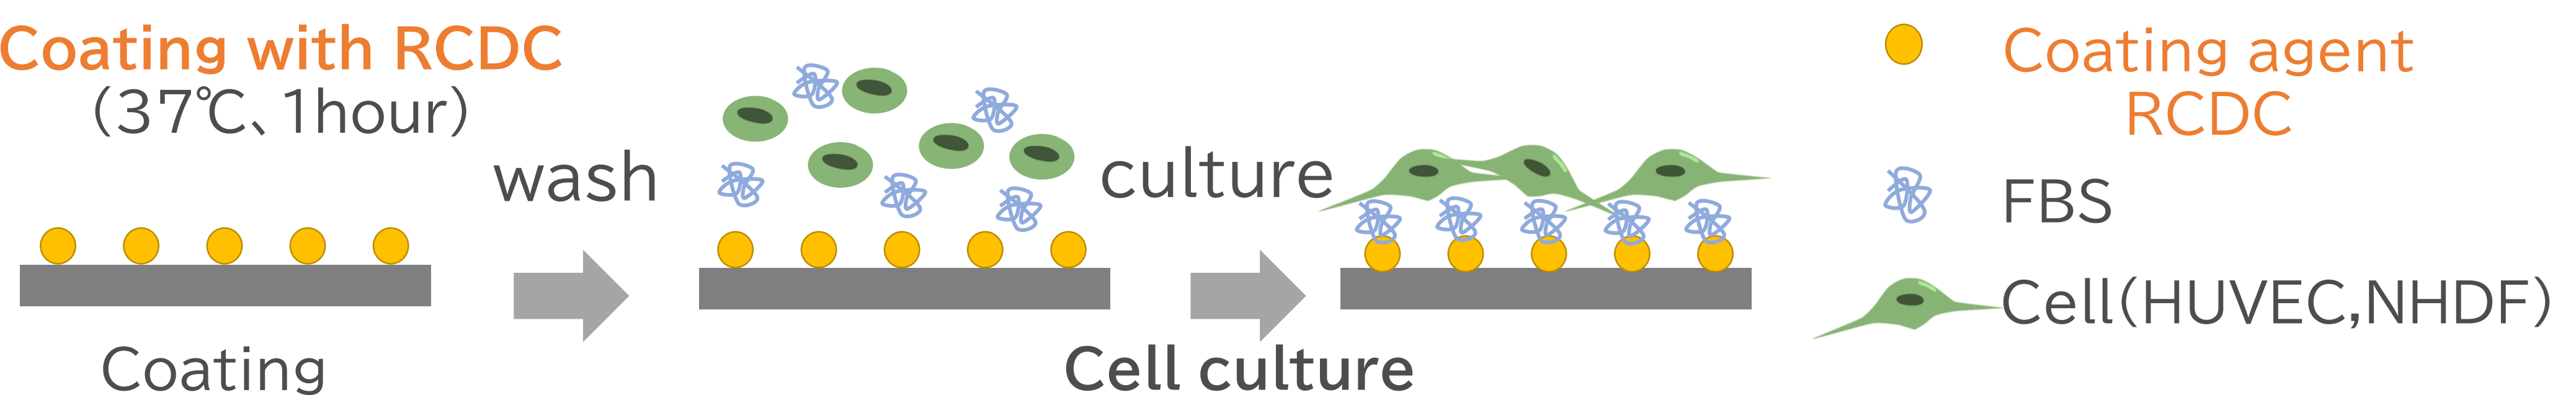 Coating with RCDC
(37℃、1hour)
Coating
wash
culture
Cell culture
Coating agent
RCDC
FBS
Cell(HUVEC,NHDF)